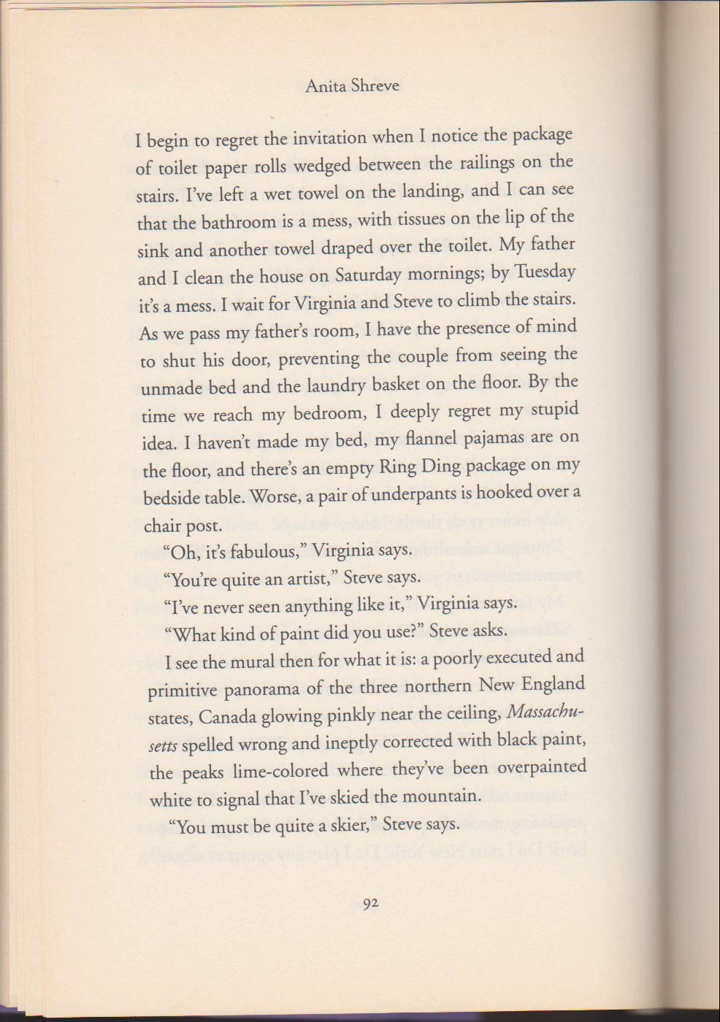 Anita Shreve
I begin to regret the invitation when I notice the package
of toilet paper rolls wedged between the railings on the
stairs. I’ve left a wet towel on the landing, and I can see
that the bathroom is a mess, with tissues on the lip of the
sink and another towel draped over the toilet. My father
and I clean the house on Saturday mornings; by Tuesday
it’s a mess. I wait for Virginia and Steve to climb the stairs.
As we pass my father’s room, I have the presence of mind
to shut his door, preventing the couple from seeing the
unmade bed and the laundry basket on the floor. By the
time we reach my bedroom, I deeply regret my stupid
idea. I haven’t made my bed, my flannel pajamas are on
the floor, and there’s an empty Ring Ding package on my
bedside table. Worse, a pair of underpants is hooked over a
chair post.
“Oh, it’s fabulous,” Virginia says.
“You’re quite an artist,” Steve says.
“I’ve never seen anything like it,” Virginia says.
“What kind of paint did you use?” Steve asks.
I see the mural then for what it is: a poorly executed and
primitive panorama of the three northern New England
states, Canada glowing pinkly near the ceiling, Massachu-
setts spelled wrong and ineptly corrected with black paint,
the peaks lime-colored where they’ve been overpainted
white to signal that I’ve skied the mountain.
“You must be quite a skier,” Steve says.
92